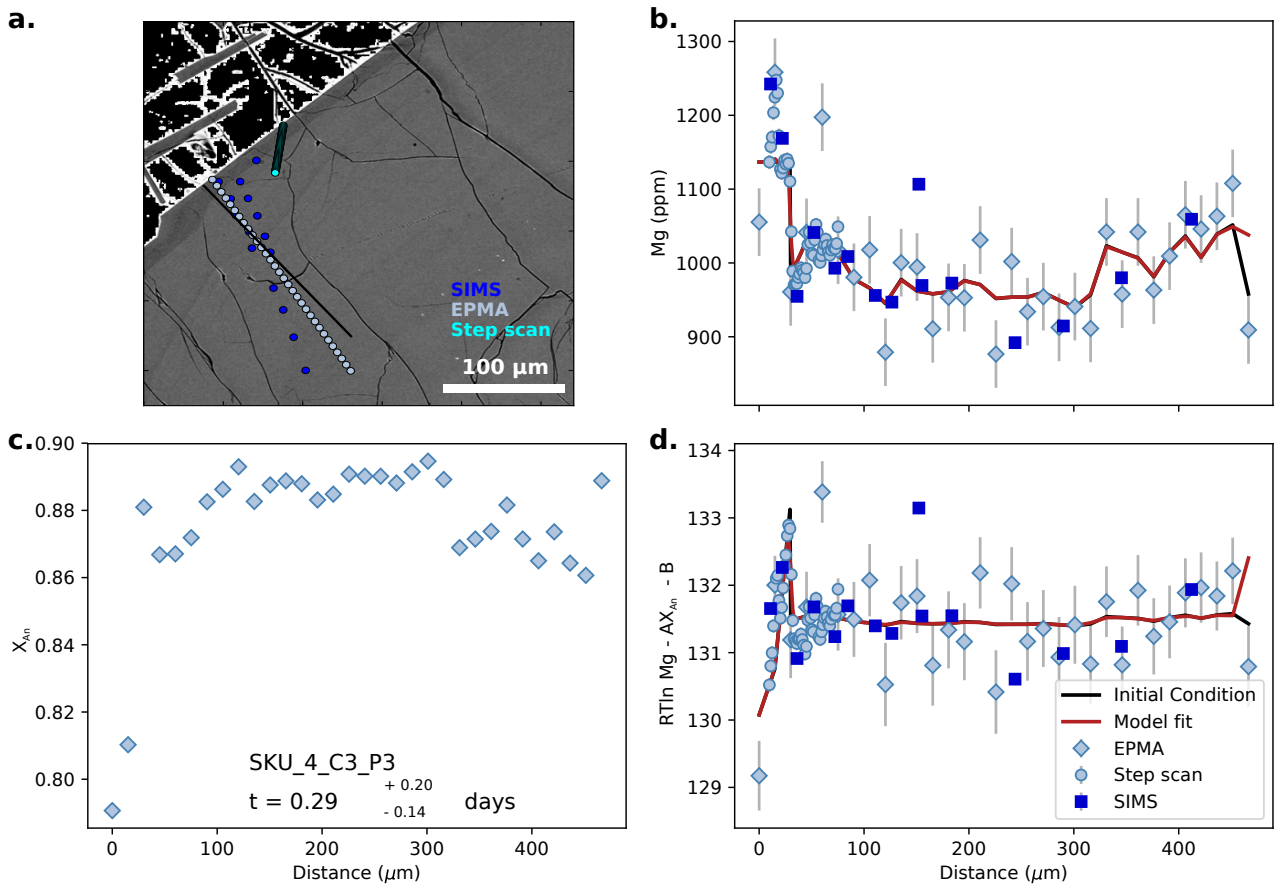 a.
SIMS
EPMA
Step scan
100 μm
b.
Mg (ppm)
1300
1200
1100
1000
900
c.
X_An
0.90
0.88
0.86
0.84
0.82
0.80
SKU_4_C3_P3
t = 0.29 + 0.20 - 0.14 days
0 100 200 300 400
Distance (μm)
d.
RTln Mg - AX_An - B
134
133
132
131
130
129
Initial Condition
Model fit
EPMA
Step scan
SIMS
0 100 200 300 400
Distance (μm)